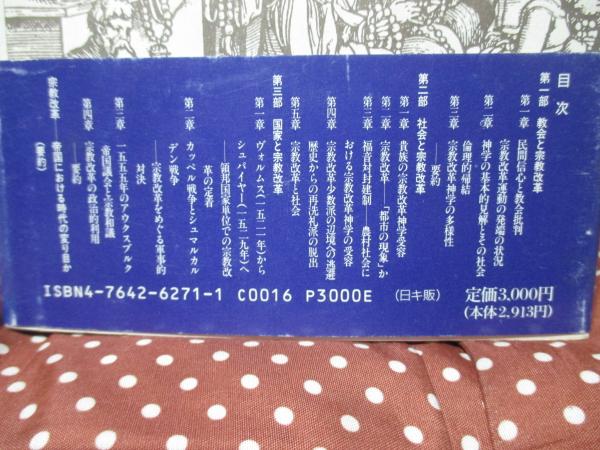 目次
第一部　教会と宗教改革
第一章　民間信心と教会批判
宗教改革運動の発端の状況
第二章　神学の基本的見解とその社会
倫理的帰結
第三章　宗教改革神学の多様性
――要約
第二部　社会と宗教改革
第一章　貴族の宗教改革神学受容
第二章　宗教改革――「都市の現象」か
第三章　福音対封建制――農村社会に
おける宗教改革神学の受容
第四章　宗教改革少数派の辺境への逃避
歴史からの再洗礼派の脱出
第五章　宗教改革と社会
第三部　国家と宗教改革
第一章　ヴォルムス(一五二一年)から
シュパイヤー(一五二九年)へ
――領邦国家単位での宗教改
革の定着
第二章　カッペル戦争とシュマルカル
デン戦争
――宗教改革をめぐる軍事的
対決
第三章　一五五五年のアウクスブルク
帝国議会と宗教和議
第四章　宗教改革の政治的利用
――要約
宗教改革――帝国における時代の変り目か
(要約)
ISBN4-7642-6271-1 C0016 P3000E (日キ販) 定価3,000円
(本体2,913円)